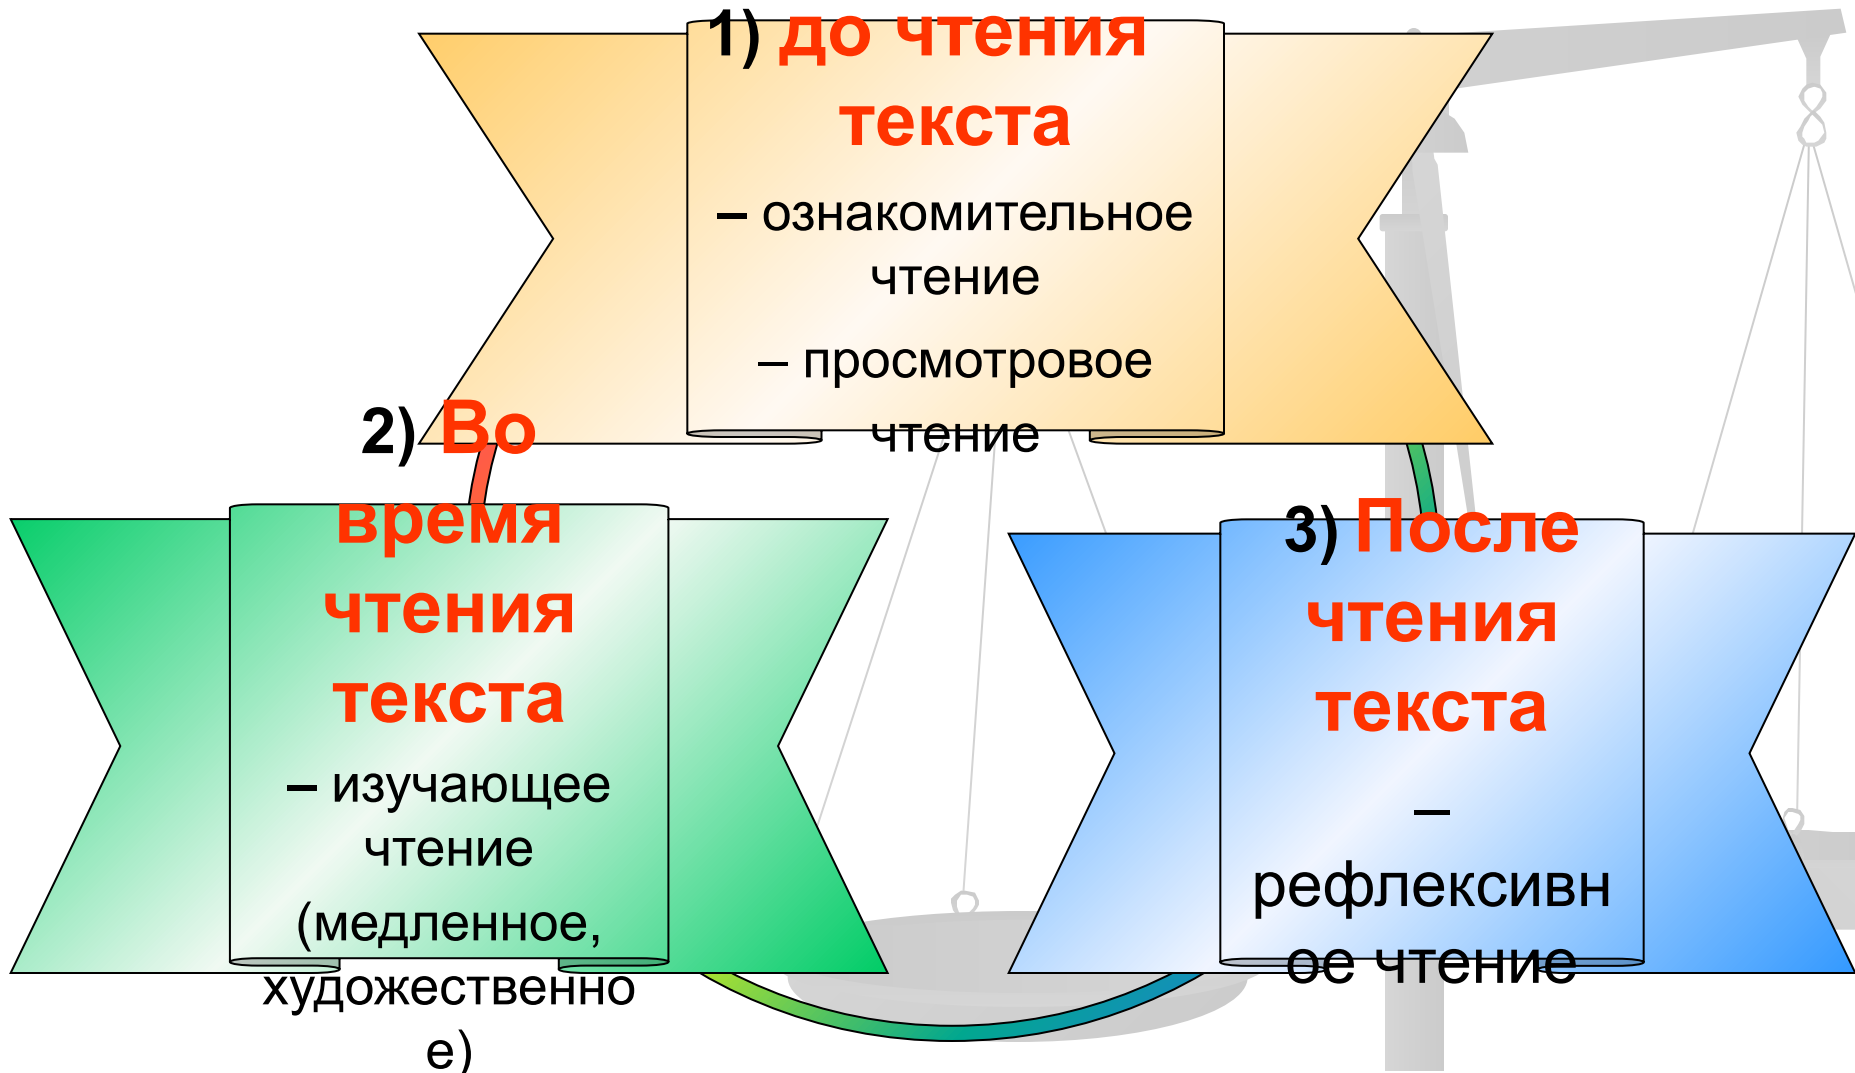 1) до чтения
текста
– ознакомительное
чтение
– просмотровое
чтение
2) Во
время
чтения
текста
– изучающее
чтение
(медленное,
художественно
е)
3) После
чтения
текста
–
рефлексивн
ое чтение